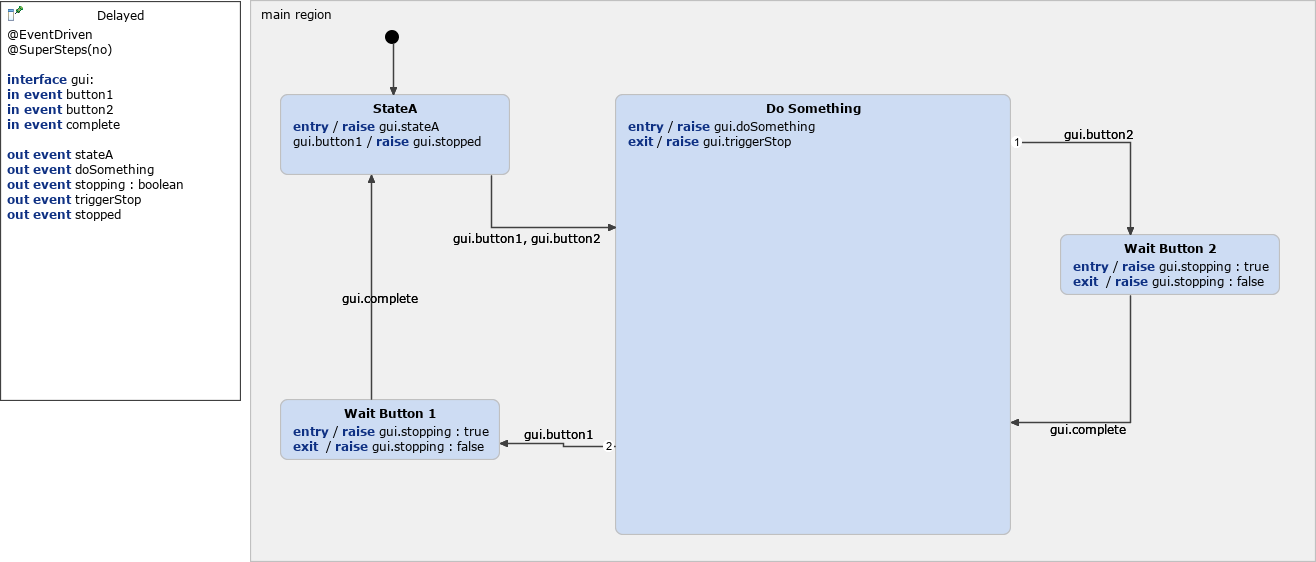 Delayed
@EventDriven
@SuperSteps(no)
interface gui:
in event button1
in event button2
in event complete
out event stateA
out event doSomething
out event stopping : boolean
out event triggerStop
out event stopped
main region
StateA
entry / raise gui.stateA
gui.button1 / raise gui.stopped
Do Something
entry / raise gui.doSomething
exit / raise gui.triggerStop
1
gui.button2
gui.button1, gui.button2
Wait Button 2
entry / raise gui.stopping : true
exit / raise gui.stopping : false
gui.complete
Wait Button 1
entry / raise gui.stopping : true
exit / raise gui.stopping : false
gui.button1
2
gui.complete